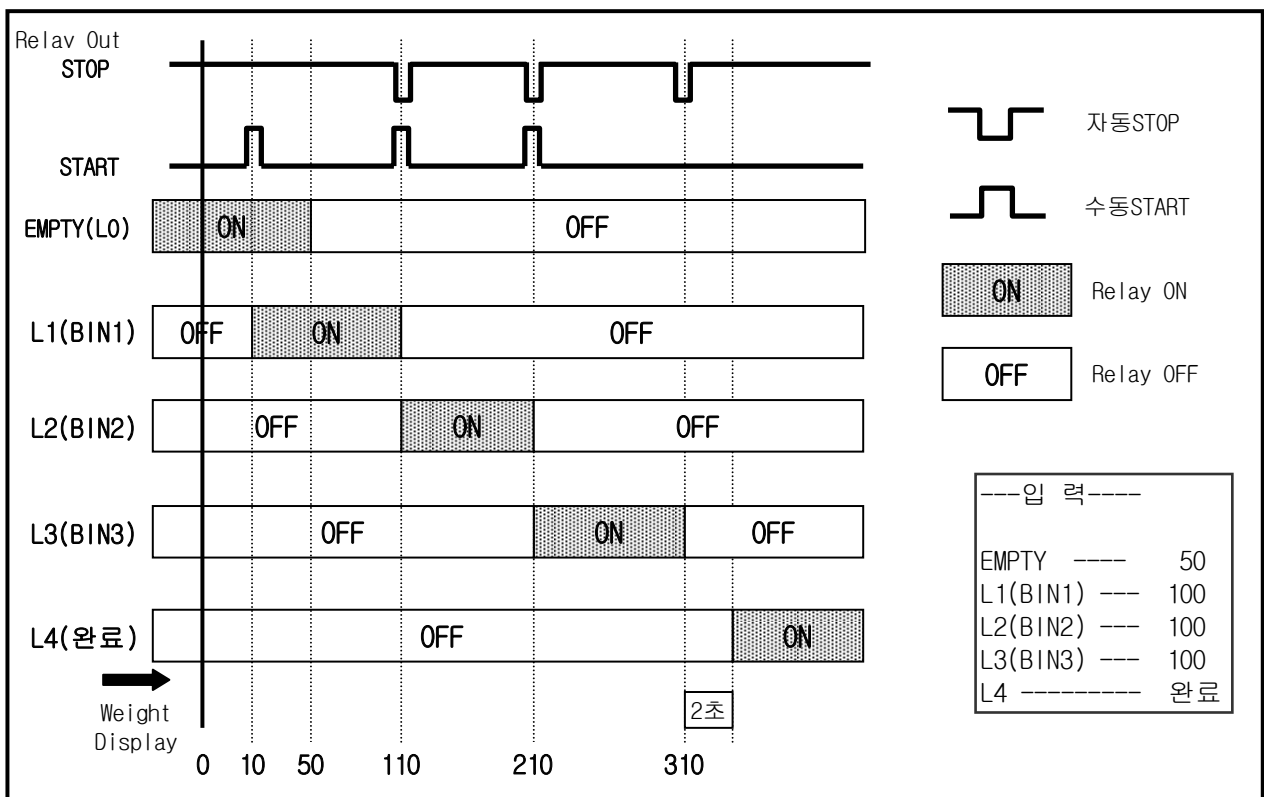 Relav Out
STOP
START
EMPTY(L0) ON OFF
L1(BIN1) OFF ON OFF
L2(BIN2) OFF ON OFF
L3(BIN3) OFF ON OFF
L4(완료) OFF ON
Weight
Display
2초
0 10 50 110 210 310
자동STOP
수동START
ON Relay ON
OFF Relay OFF
---입 력----
EMPTY ---- 50
L1(BIN1) --- 100
L2(BIN2) --- 100
L3(BIN3) --- 100
L4 --------- 완료